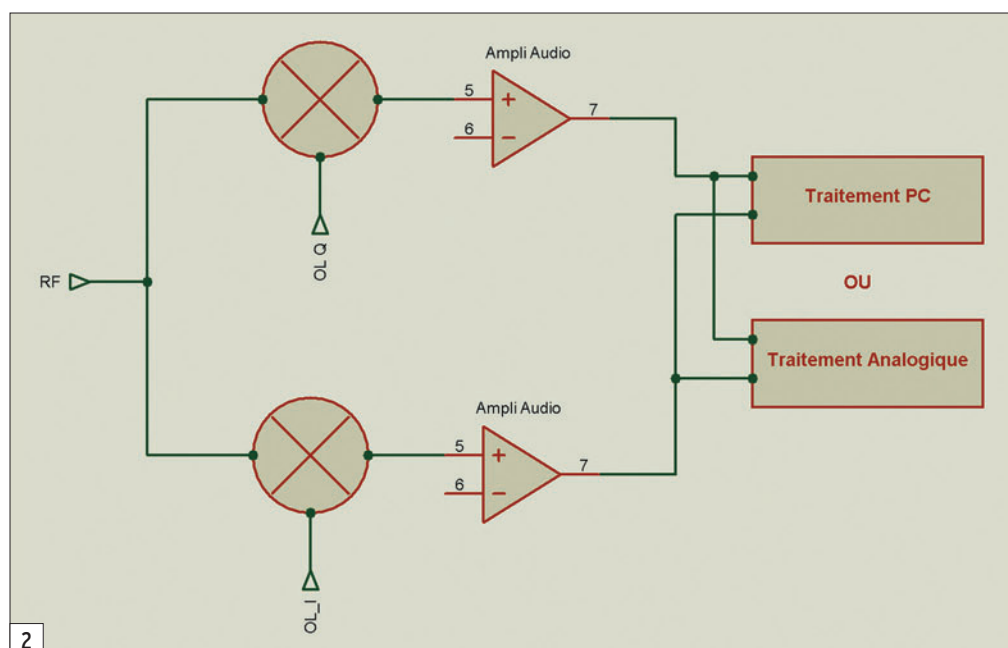 Ampli Audio
5
+
6
−
7
OL Q
Traitement PC
RF
OU
Traitement Analogique
Ampli Audio
5
+
6
−
7
OL_I
2